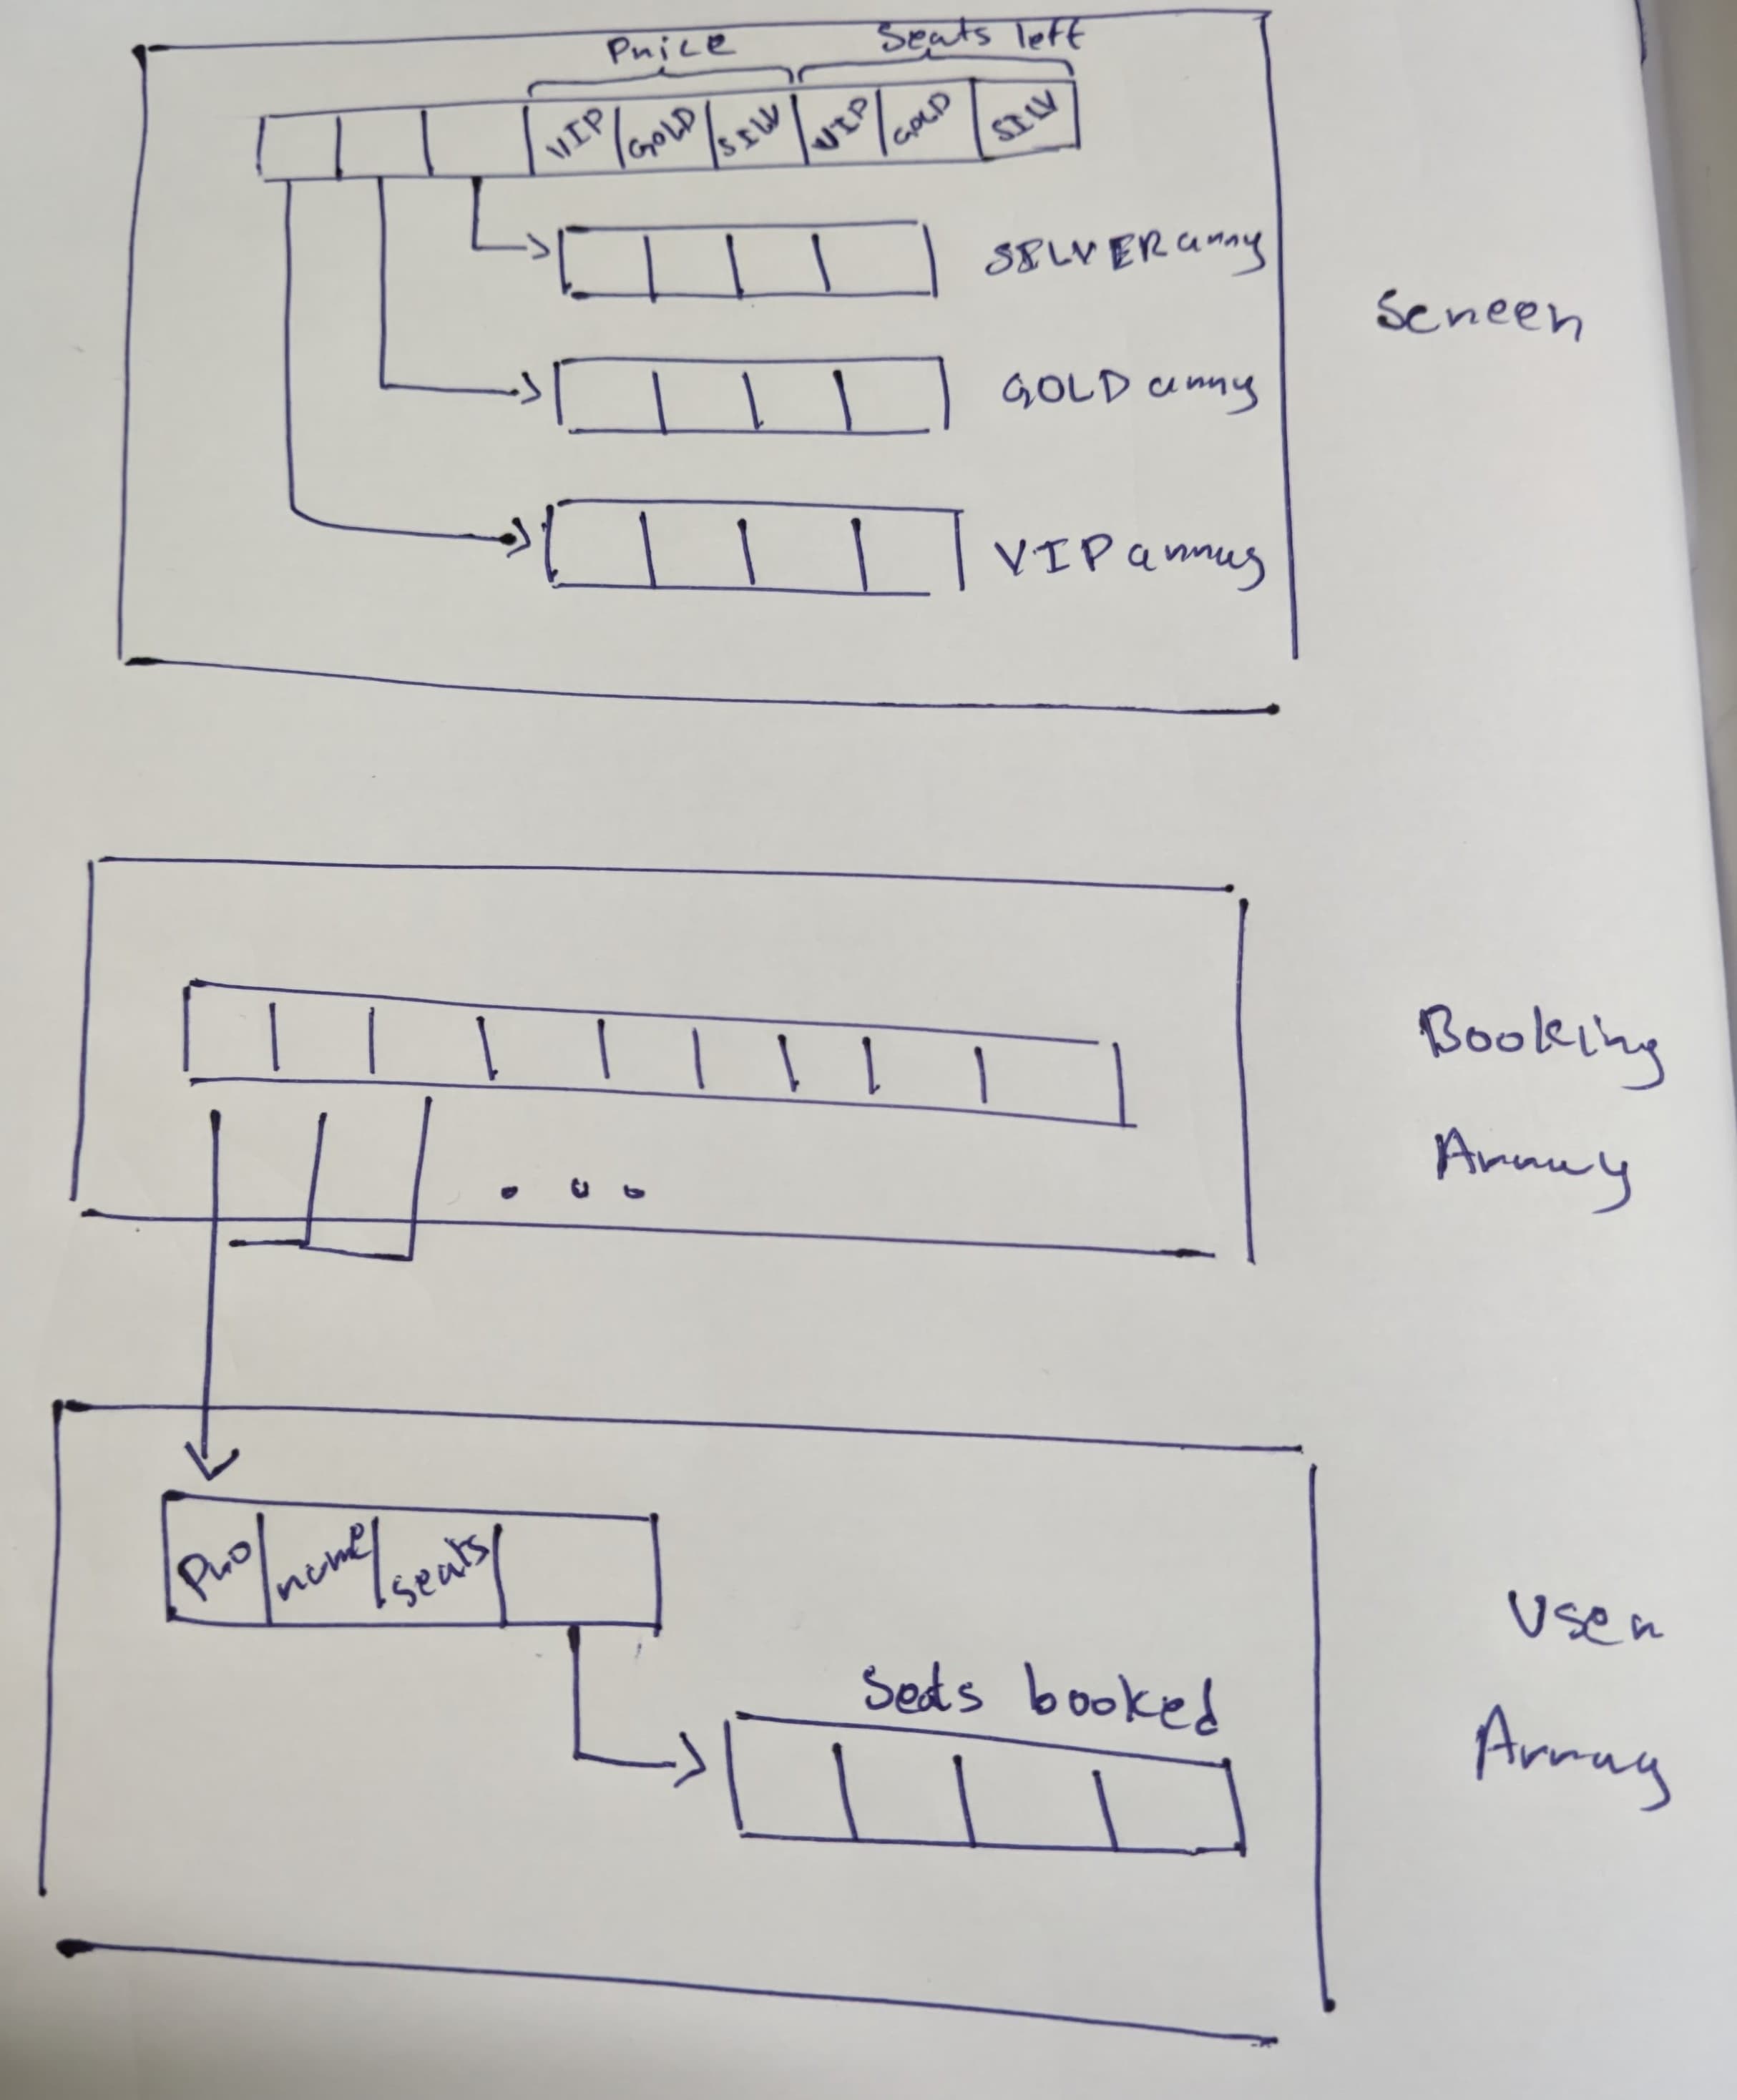 Price Seats left
VIP GOLD SILV VIP GOLD SILV
SILVER array
Screen
GOLD array
VIP array
Booking
Array
Pno name seats
User
Seats booked
Array